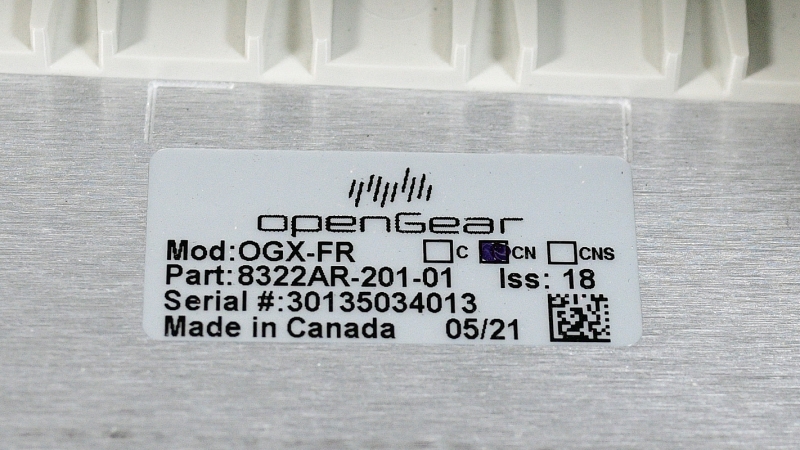 openGear
Mod:OGX-FR C CN CNS
Part:8322AR-201-01 Iss: 18
Serial #:30135034013
Made in Canada 05/21